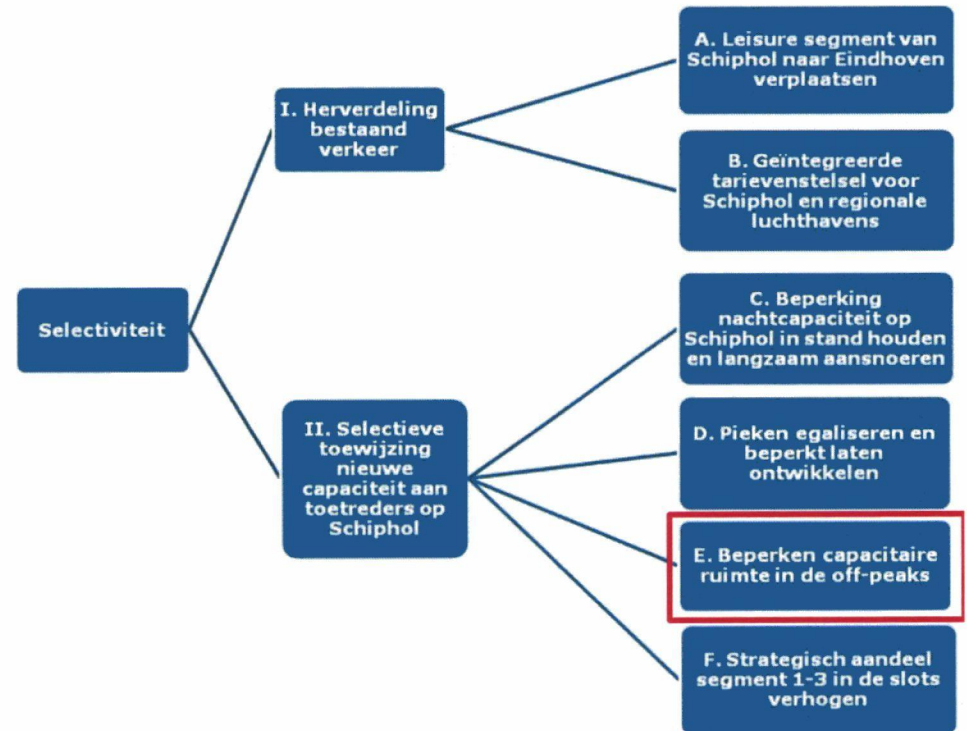 Selectiviteit
I. Herverdeling
bestaand
verkeer
A. Leisure segment van
Schiphol naar Eindhoven
verplaatsen
B. Geïntegreerde
tarievenstelsel voor
Schiphol en regionale
luchthavens
II. Selectieve
toewijzing
nieuwe
capaciteit aan
toetreders op
Schiphol
C. Beperking
nachtcapaciteit op
Schiphol in stand houden
en langzaam aansnoeren
D. Pieken egaliseren en
beperkt laten
ontwikkelen
E. Beperken capacitaire
ruimte in de off-peaks
F. Strategisch aandeel
segment 1-3 in de slots
verhogen